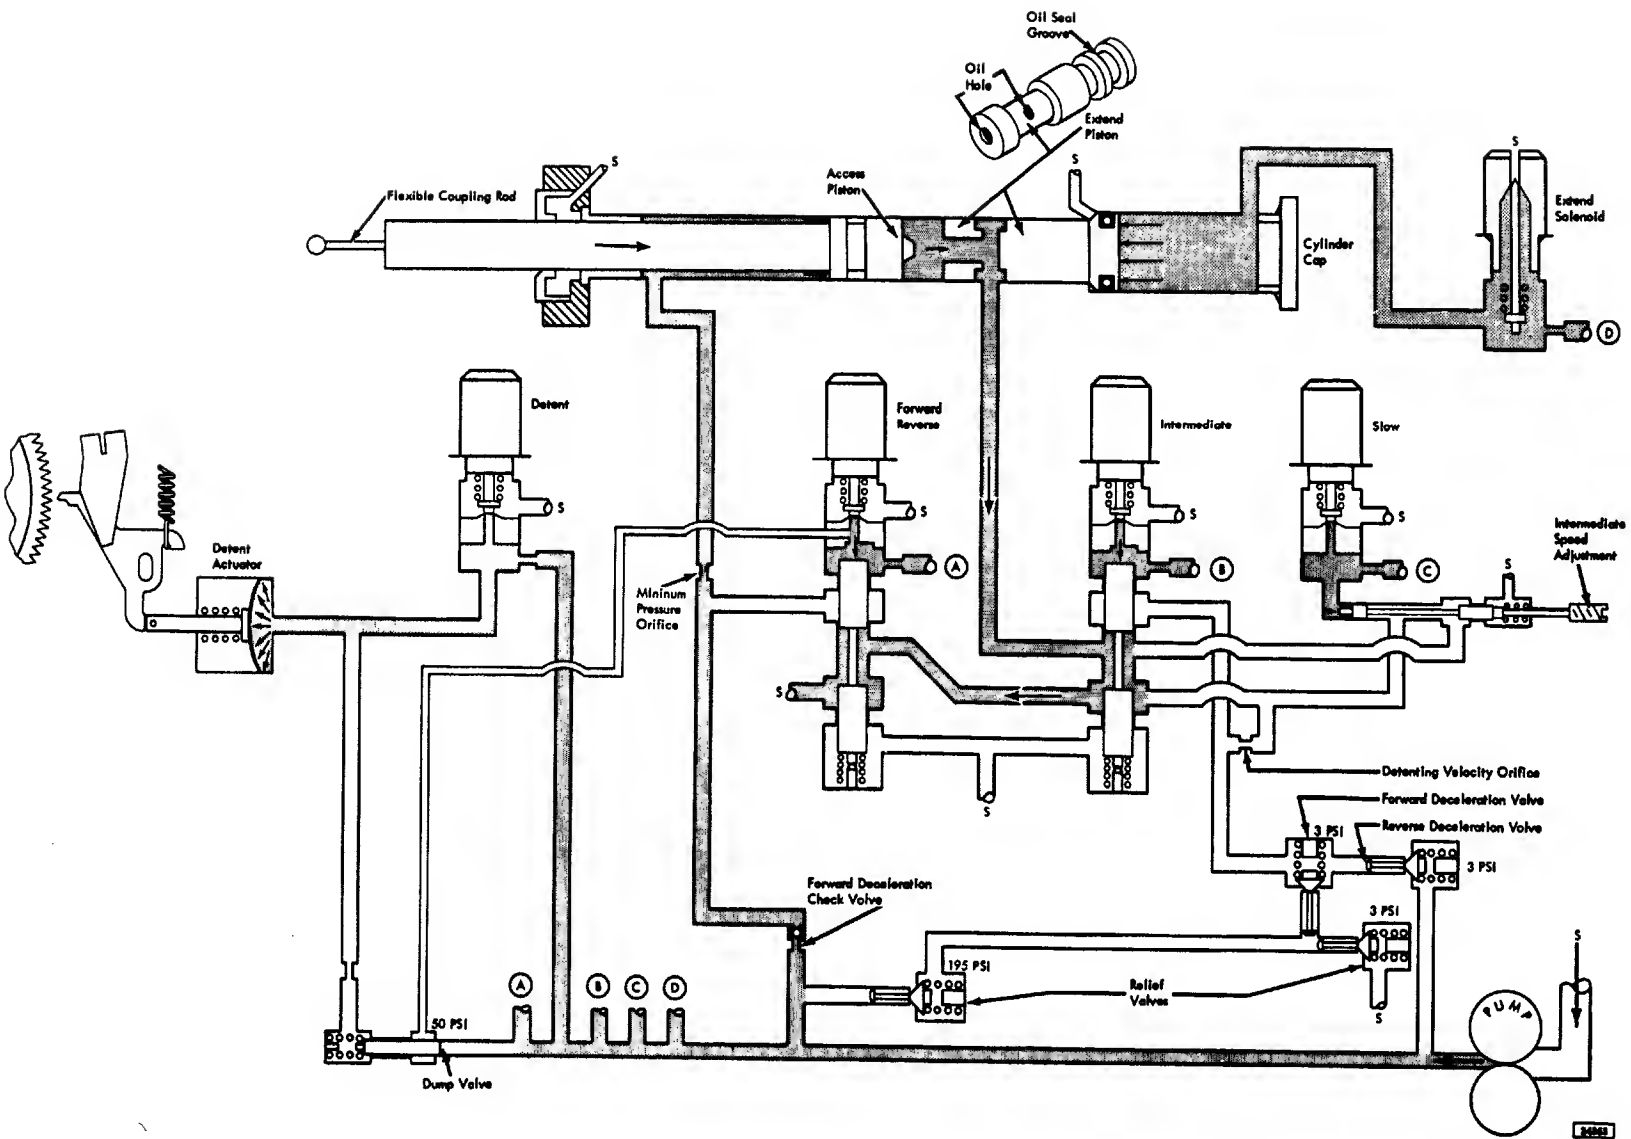 Oil Seal
Groove
Oil
Hole
Extend
Piston
S
S
S
Access
Piston
Flexible Coupling Rod
Extend
Solenoid
Cylinder
Cap
D
Detent
Forward
Reverse
Intermediate
Slow
S
S
S
S
Intermediate
Speed
Adjustment
Detent
Actuator
A
B
C
S
Mininum
Pressure
Orifice
S
S
Detenting Velocity Orifice
Forward Deceleration Valve
3 PSI
Reverse Deceleration Valve
3 PSI
Forward Deceleration
Check Valve
3 PSI
S
195 PSI
Relief
Valves
A
B
C
D
S
PUMP
50 PSI
Dump Valve